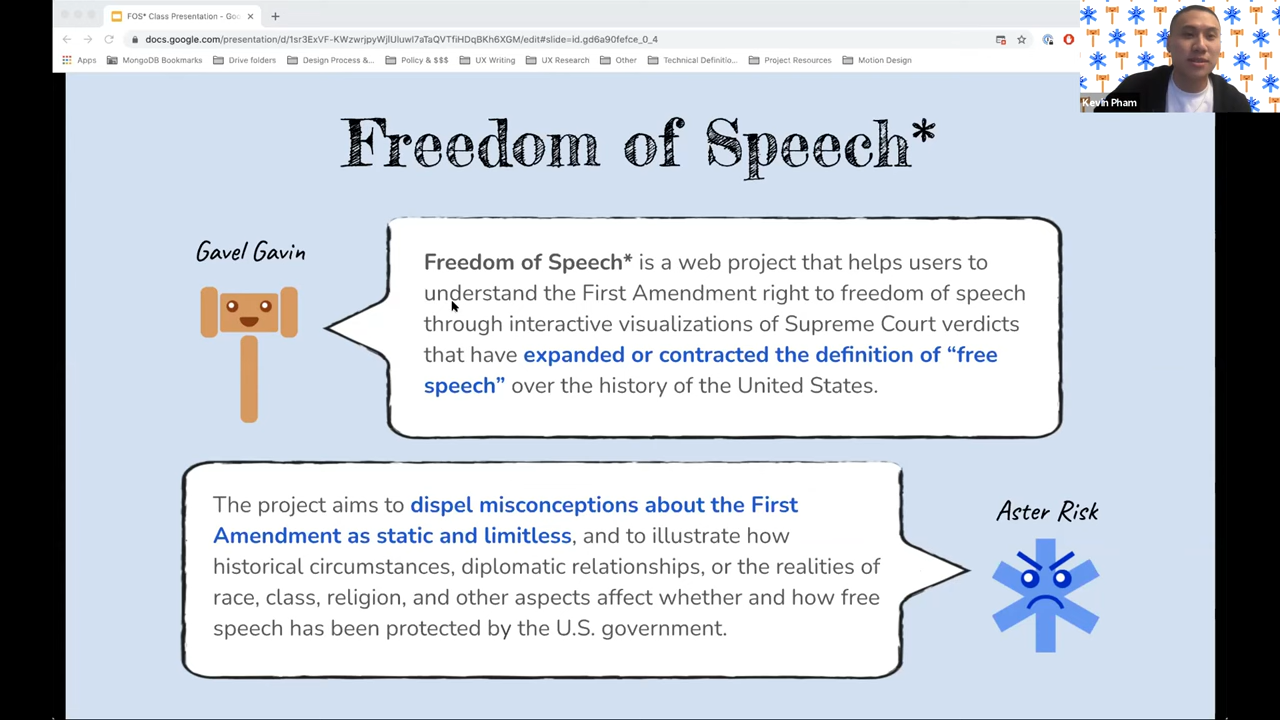 FOS* Class Presentation - Goo
docs.google.com/presentation/d/1sr3ExVF-KWzwrjpyWjlUluwl7aTaQVTfiHDqBKh6XGM/edit#slide=id.gd6a90fefce_0_4
Apps MongoDB Bookmarks Drive folders Design Process &... Policy & $$$ UX Writing UX Research Other Technical Definitio... Project Resources Motion Design
Kevin Pham
Freedom of Speech*
Gavel Gavin
Freedom of Speech* is a web project that helps users to
understand the First Amendment right to freedom of speech
through interactive visualizations of Supreme Court verdicts
that have expanded or contracted the definition of “free
speech” over the history of the United States.
The project aims to dispel misconceptions about the First
Amendment as static and limitless, and to illustrate how
historical circumstances, diplomatic relationships, or the realities of
race, class, religion, and other aspects affect whether and how free
speech has been protected by the U.S. government.
Aster Risk